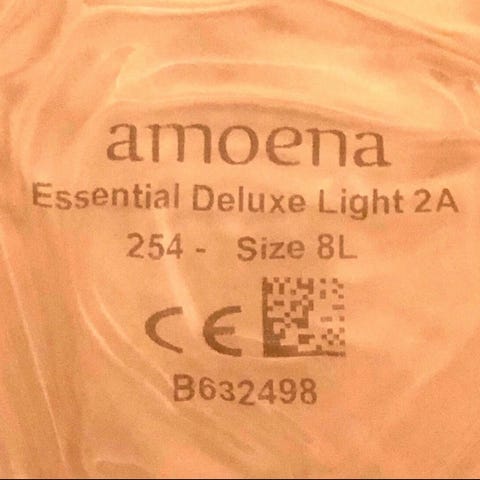 amoena
Essential Deluxe Light 2A
254 - Size 8L
CE
B632498